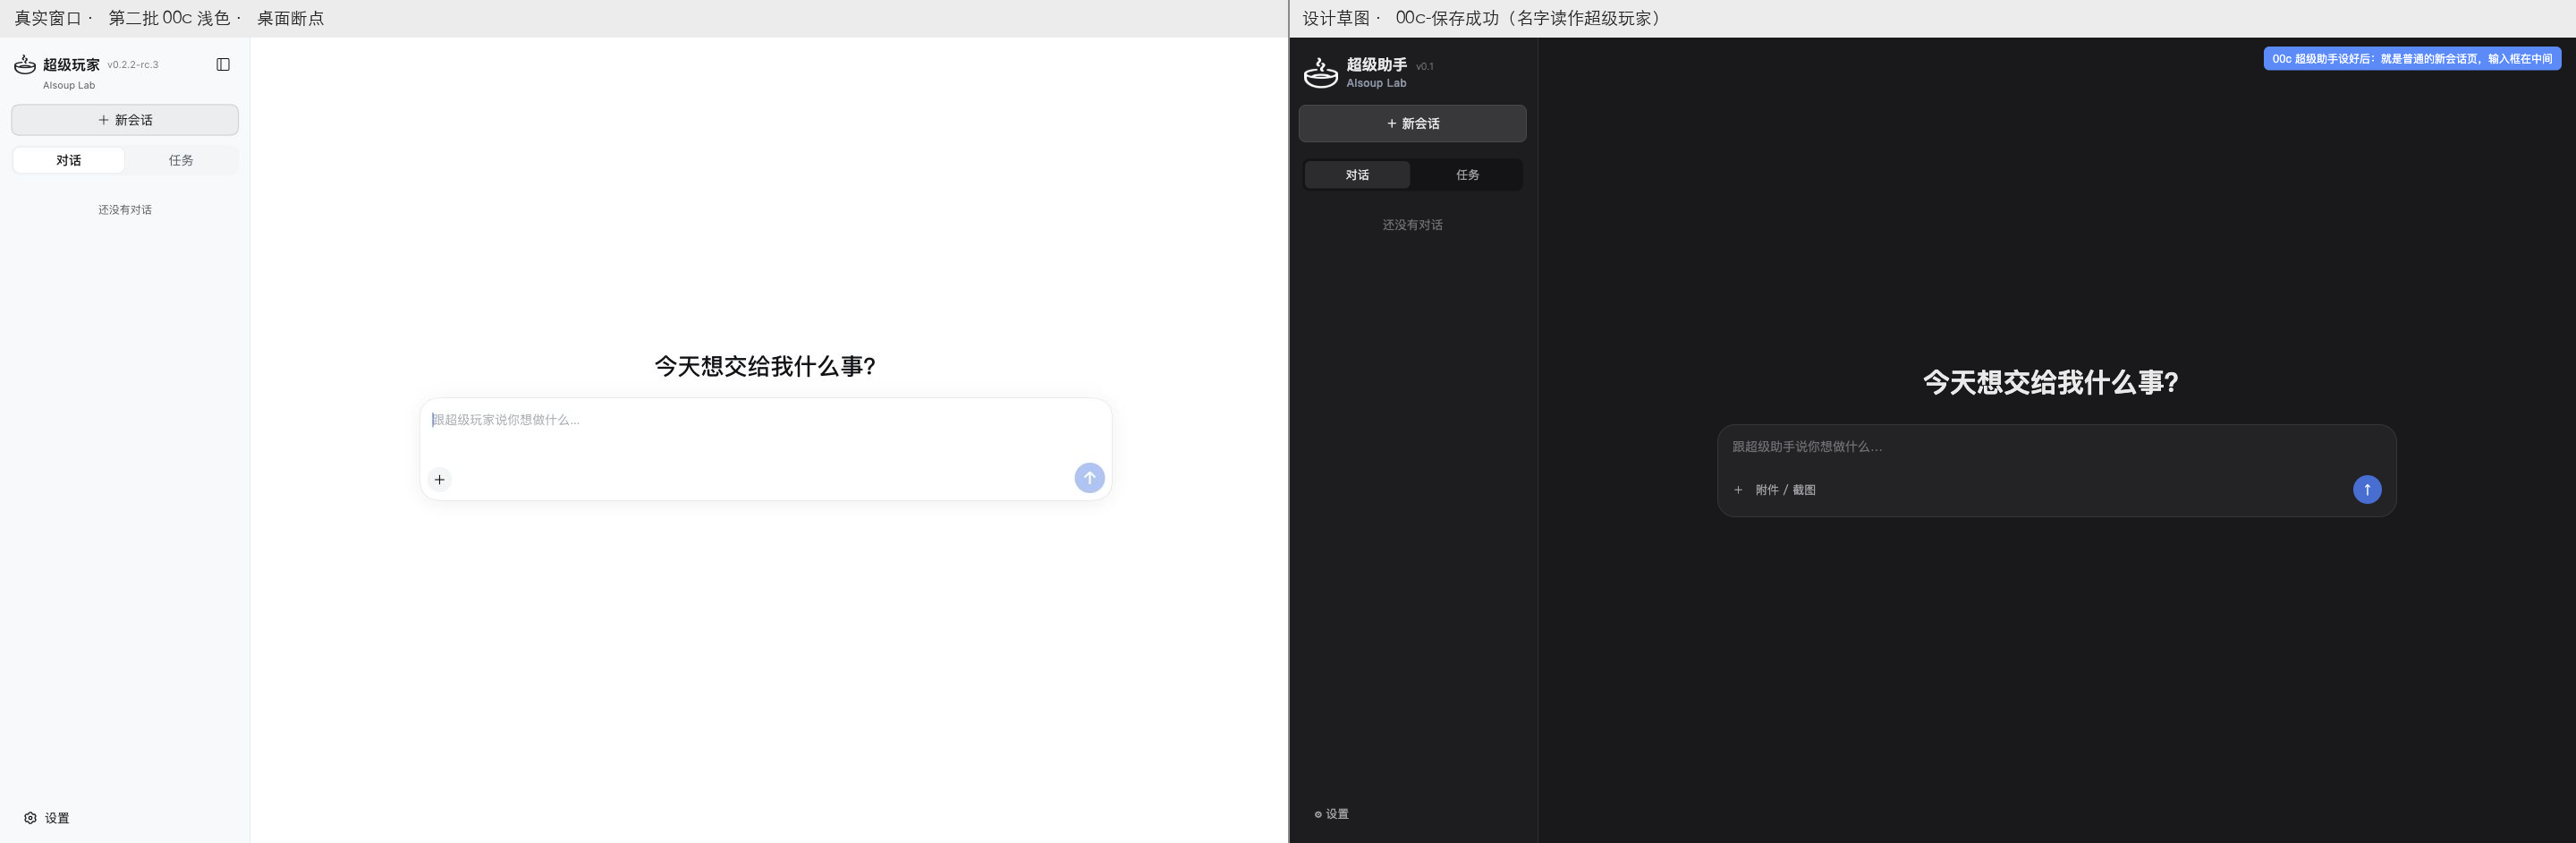 真实窗口 · 第二批 00c 浅色 · 桌面断点
超级玩家 v0.2.2-rc.3
AIsoup Lab
+ 新会话
对话 任务
还没有对话
今天想交给我什么事?
跟超级玩家说你想做什么...
+
设置
设计草图 · 00c-保存成功（名字读作超级玩家）
00c 超级助手设好后：就是普通的新会话页，输入框在中间
超级助手 v0.1
AIsoup Lab
+ 新会话
对话 任务
还没有对话
今天想交给我什么事?
跟超级助手说你想做什么...
+ 附件 / 截图
设置